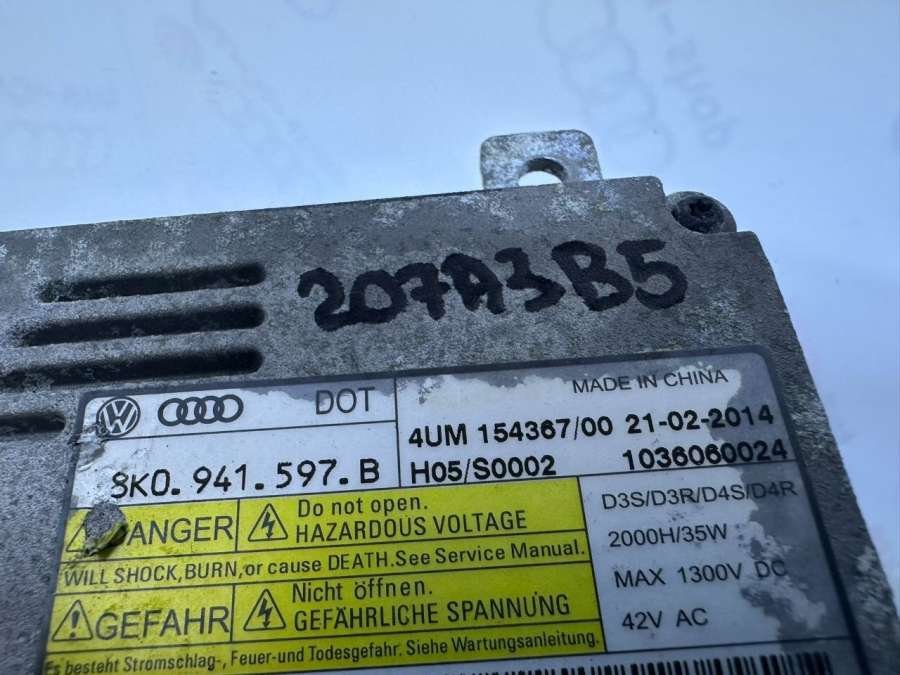 207A3B5
DOT
MADE IN CHINA
4UM 154367/00 21-02-2014
8K0.941.597.B
H05/S0002
1036060024
DANGER
Do not open.
HAZARDOUS VOLTAGE
WILL SHOCK,BURN,or cause DEATH.See Service Manual.
GEFAHR
Nicht öffnen.
GEFÄHRLICHE SPANNUNG
Es besteht Stromschlag-, Feuer-und Todesgefahr. Siehe Wartungsanleitung.
D3S/D3R/D4S/D4R
2000H/35W
MAX 1300V DC
42V AC